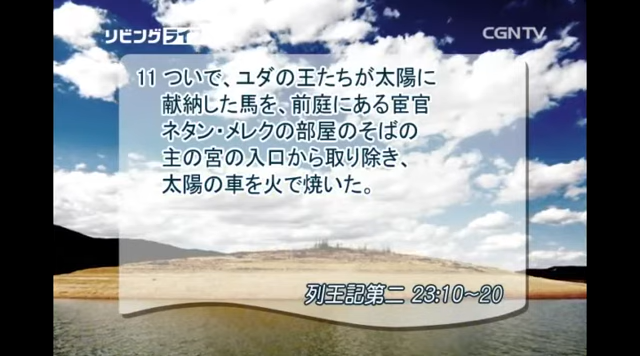 リビングライ
CGNTV
11 ついで、ユダの王たちが太陽に
献納した馬を、前庭にある宦官
ネタン・メレクの部屋のそばの
主の宮の入口から取り除き、
太陽の車を火で焼いた。
列王記第二 23:10～20